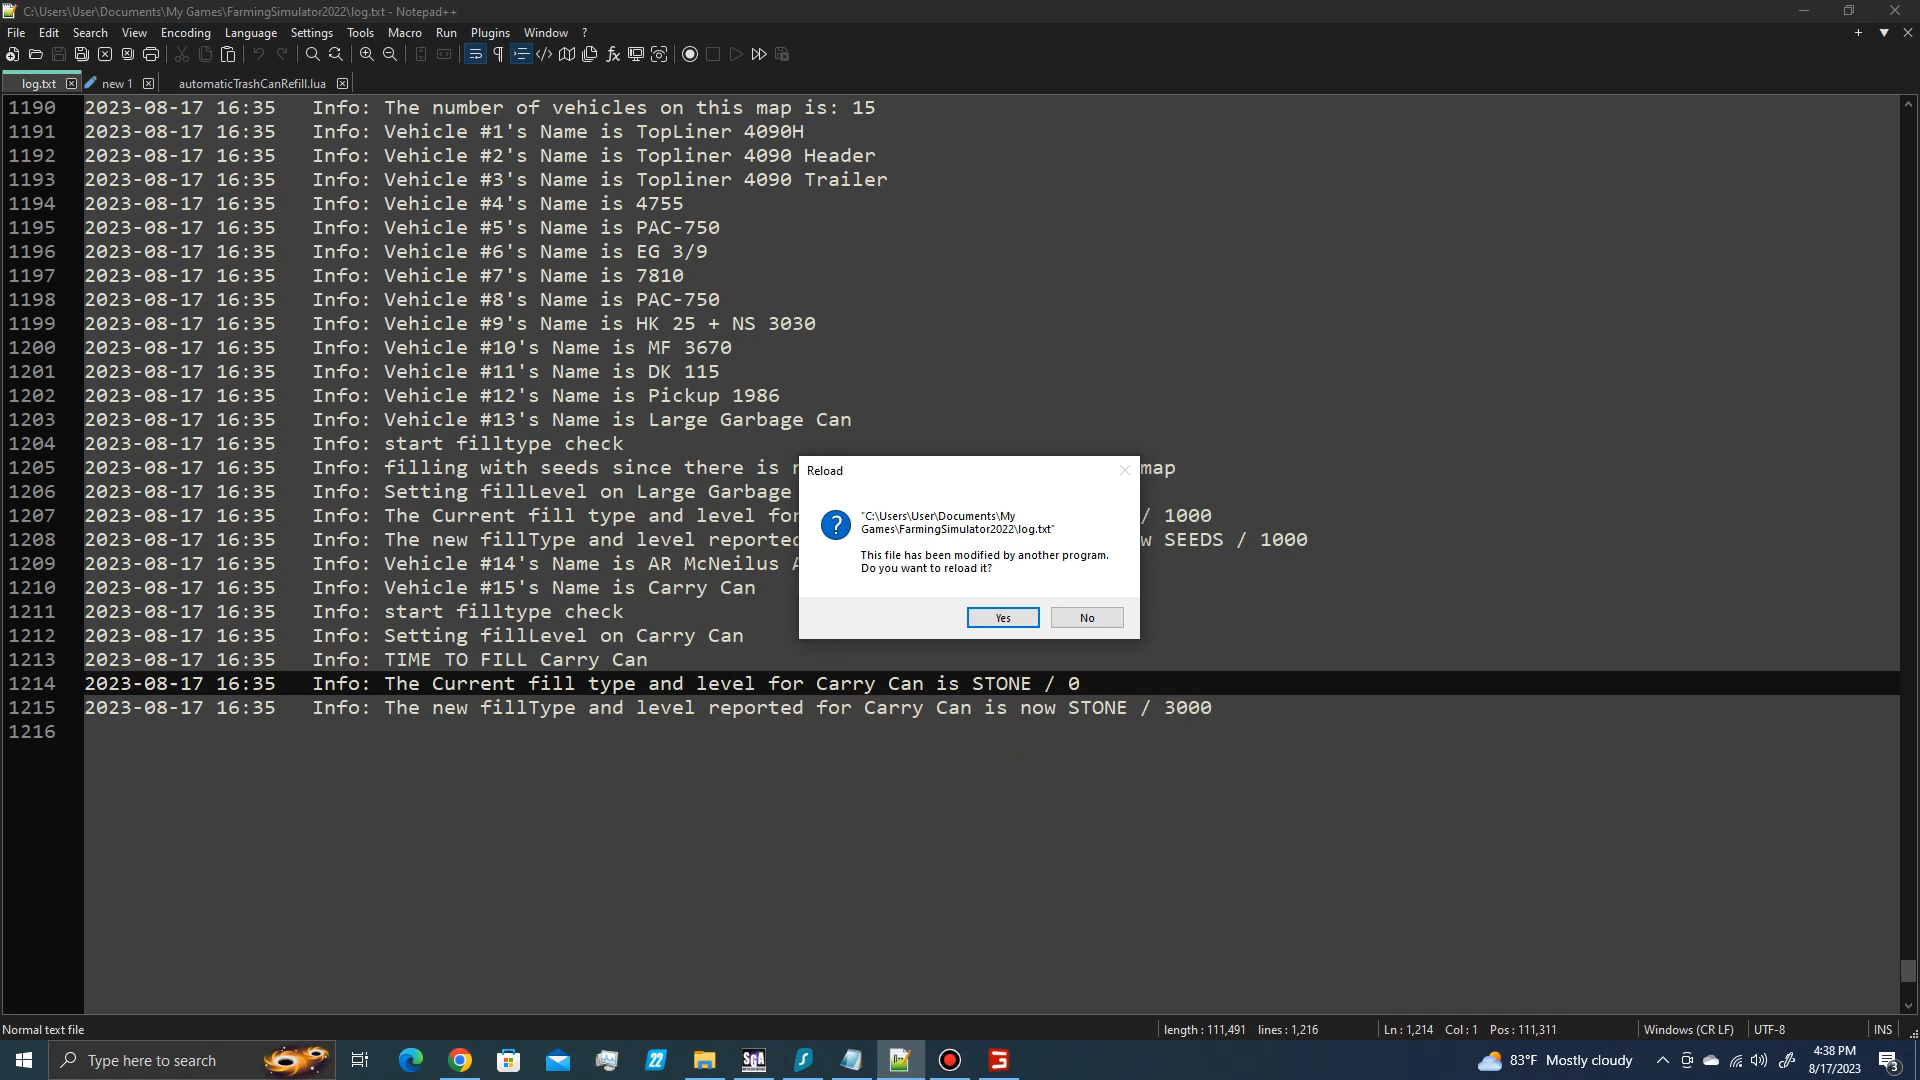 C:\Users\User\Documents\My Games\FarmingSimulator2022\log.txt - Notepad++
File Edit Search View Encoding Language Settings Tools Macro Run Plugins Window ?
log.txt new 1 automaticTrashCanRefill.lua
1190 2023-08-17 16:35 Info: The number of vehicles on this map is: 15
1191 2023-08-17 16:35 Info: Vehicle #1's Name is TopLiner 4090H
1192 2023-08-17 16:35 Info: Vehicle #2's Name is Topliner 4090 Header
1193 2023-08-17 16:35 Info: Vehicle #3's Name is Topliner 4090 Trailer
1194 2023-08-17 16:35 Info: Vehicle #4's Name is 4755
1195 2023-08-17 16:35 Info: Vehicle #5's Name is PAC-750
1196 2023-08-17 16:35 Info: Vehicle #6's Name is EG 3/9
1197 2023-08-17 16:35 Info: Vehicle #7's Name is 7810
1198 2023-08-17 16:35 Info: Vehicle #8's Name is PAC-750
1199 2023-08-17 16:35 Info: Vehicle #9's Name is HK 25 + NS 3030
1200 2023-08-17 16:35 Info: Vehicle #10's Name is MF 3670
1201 2023-08-17 16:35 Info: Vehicle #11's Name is DK 115
1202 2023-08-17 16:35 Info: Vehicle #12's Name is Pickup 1986
1203 2023-08-17 16:35 Info: Vehicle #13's Name is Large Garbage Can
1204 2023-08-17 16:35 Info: start filltype check
1205 2023-08-17 16:35 Info: filling with seeds since there is map
1206 2023-08-17 16:35 Info: Setting fillLevel on Large Garbage
1207 2023-08-17 16:35 Info: The Current fill type and level for / 1000
1208 2023-08-17 16:35 Info: The new fillType and level reported w SEEDS / 1000
1209 2023-08-17 16:35 Info: Vehicle #14's Name is AR McNeilus
1210 2023-08-17 16:35 Info: Vehicle #15's Name is Carry Can
1211 2023-08-17 16:35 Info: start filltype check
1212 2023-08-17 16:35 Info: Setting fillLevel on Carry Can
1213 2023-08-17 16:35 Info: TIME TO FILL Carry Can
1214 2023-08-17 16:35 Info: The Current fill type and level for Carry Can is STONE / 0
1215 2023-08-17 16:35 Info: The new fillType and level reported for Carry Can is now STONE / 3000
1216
Reload
"C:\Users\User\Documents\My
Games\FarmingSimulator2022\log.txt"
This file has been modified by another program.
Do you want to reload it?
Yes No
Normal text file length : 111,491 lines : 1,216 Ln : 1,214 Col : 1 Pos : 111,311 Windows (CR LF) UTF-8 INS
Type here to search 22 SGA 83°F Mostly cloudy 4:38 PM
8/17/2023 3